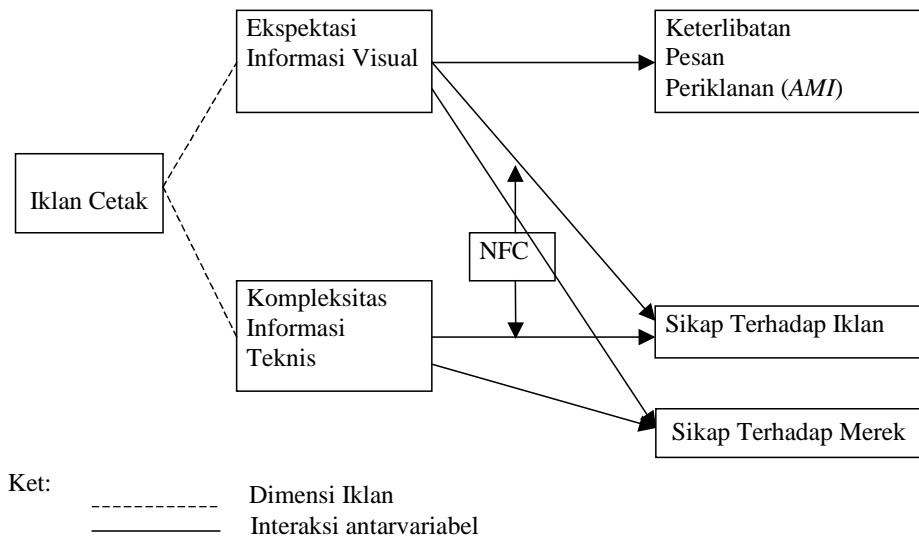 Ekspektasi
Informasi Visual
Keterlibatan
Pesan
Periklanan (AMI)
Iklan Cetak
NFC
Kompleksitas
Informasi
Teknis
Sikap Terhadap Iklan
Sikap Terhadap Merek
Ket:
Dimensi Iklan
Interaksi antarvariabel